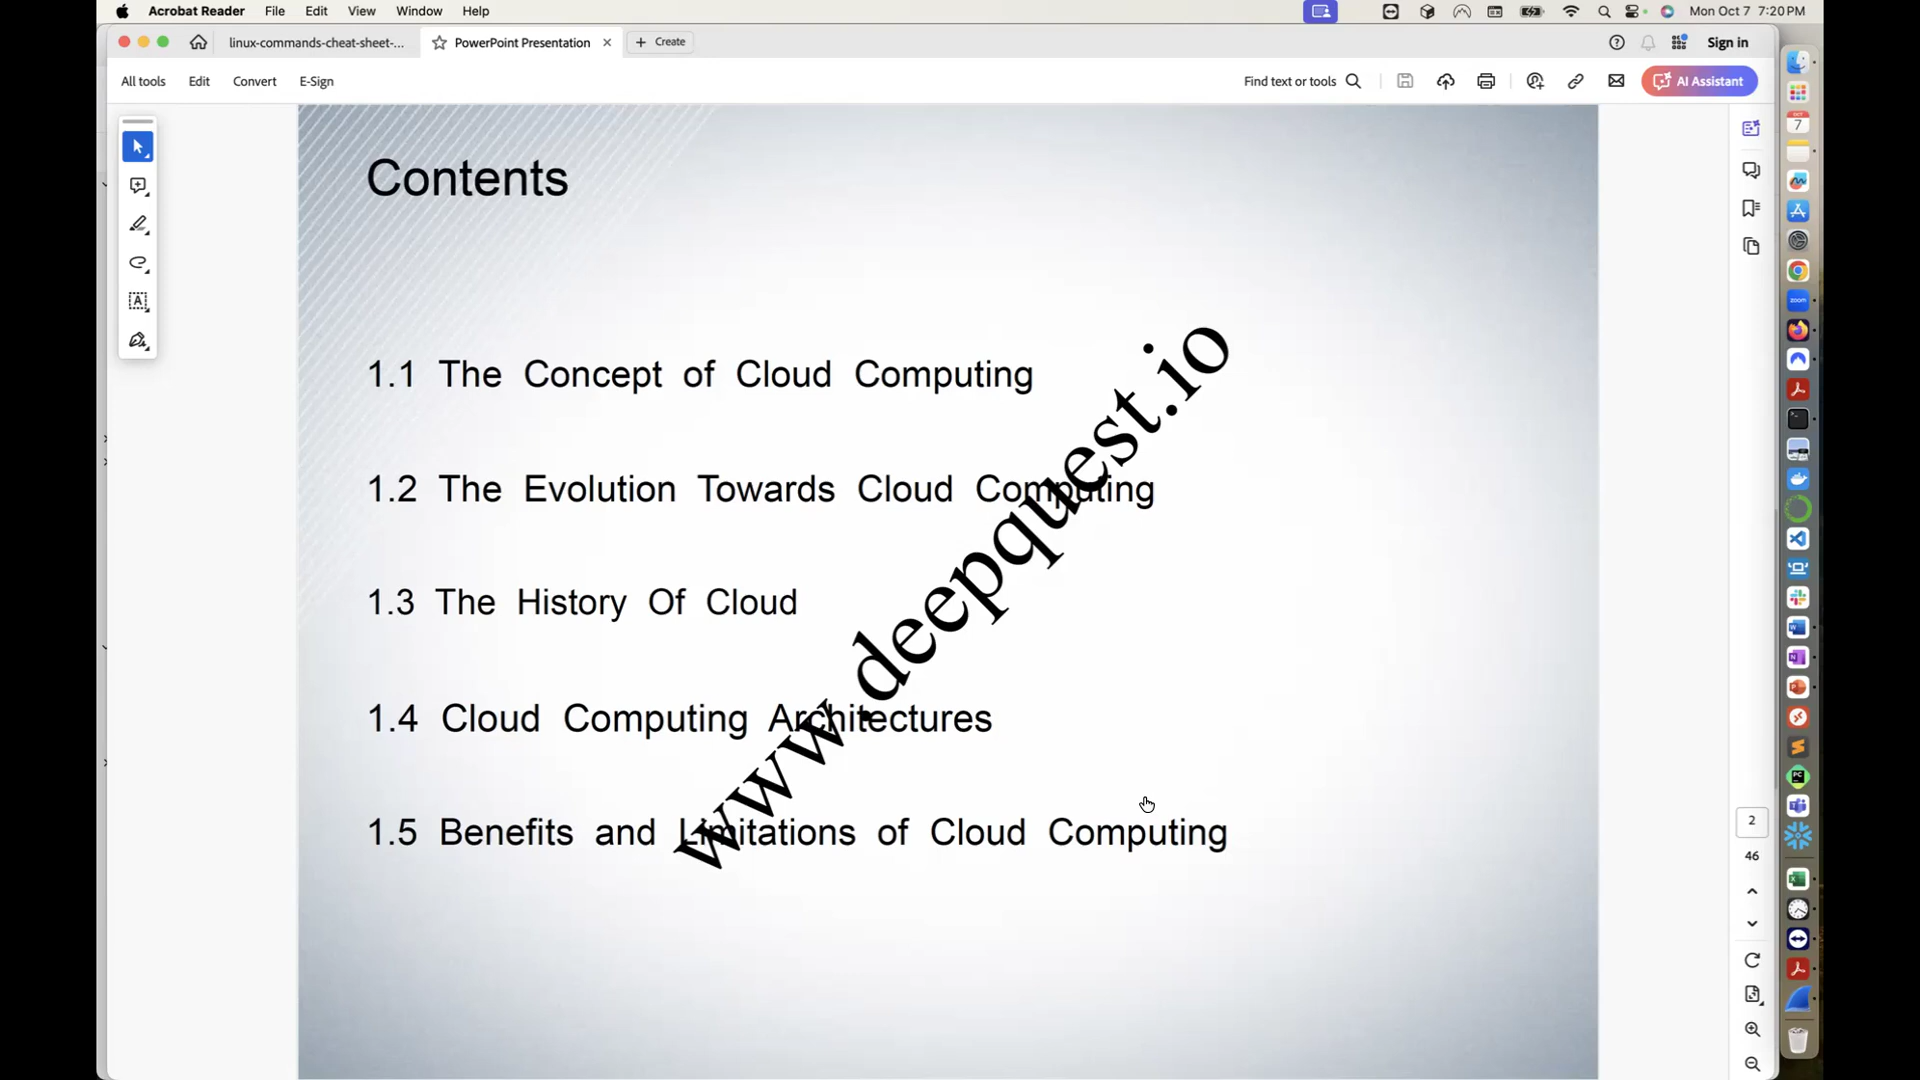 Acrobat Reader File Edit View Window Help Mon Oct 7 7:20 PM
linux-commands-cheat-sheet-... PowerPoint Presentation Create Sign in
All tools Edit Convert E-Sign Find text or tools AI Assistant
Contents
1.1 The Concept of Cloud Computing
1.2 The Evolution Towards Cloud Computing
1.3 The History Of Cloud
1.4 Cloud Computing Architectures
1.5 Benefits and Limitations of Cloud Computing
www.deepquest.io
2
46